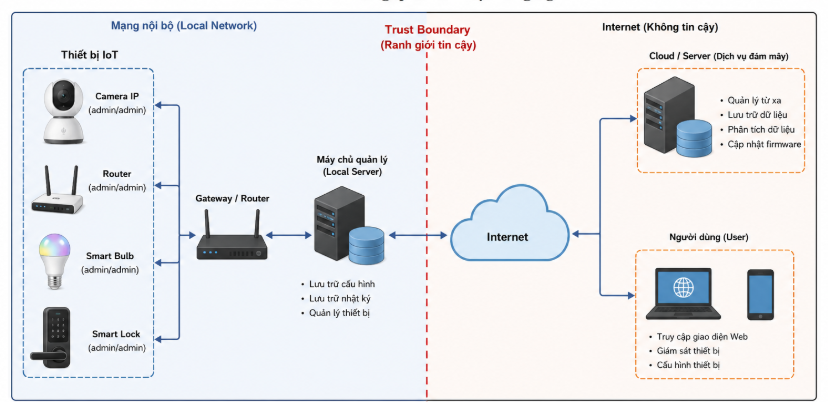 Mạng nội bộ (Local Network)
Trust Boundary
(Ranh giới tin cậy)
Internet (Không tin cậy)
Thiết bị IoT
Camera IP
(admin/admin)
Router
(admin/admin)
Smart Bulb
(admin/admin)
Smart Lock
(admin/admin)
Gateway / Router
Máy chủ quản lý
(Local Server)
• Lưu trữ cấu hình
• Lưu trữ nhật ký
• Quản lý thiết bị
Internet
Cloud / Server (Dịch vụ đám mây)
• Quản lý từ xa
• Lưu trữ dữ liệu
• Phân tích dữ liệu
• Cập nhật firmware
Người dùng (User)
• Truy cập giao diện Web
• Giám sát thiết bị
• Cấu hình thiết bị